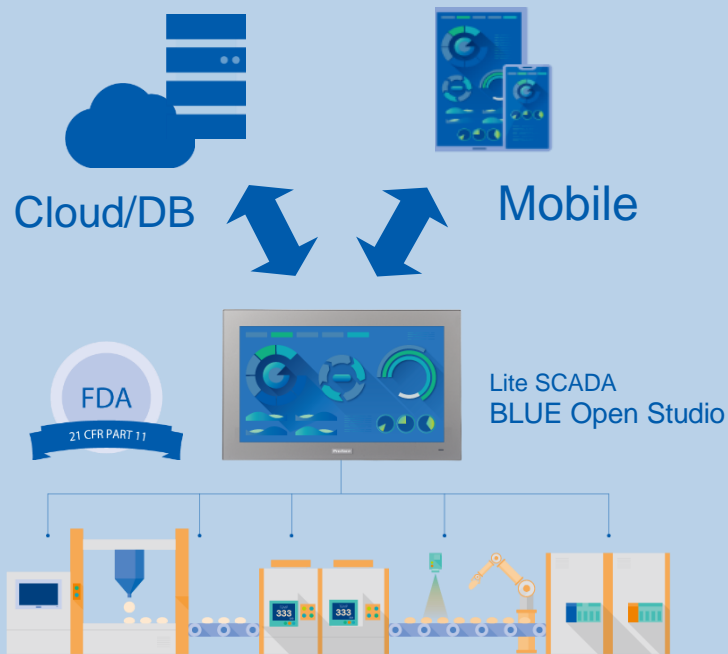 Cloud/DB
Mobile
FDA
21 CFR PART 11
Lite SCADA
BLUE Open Studio
333
333